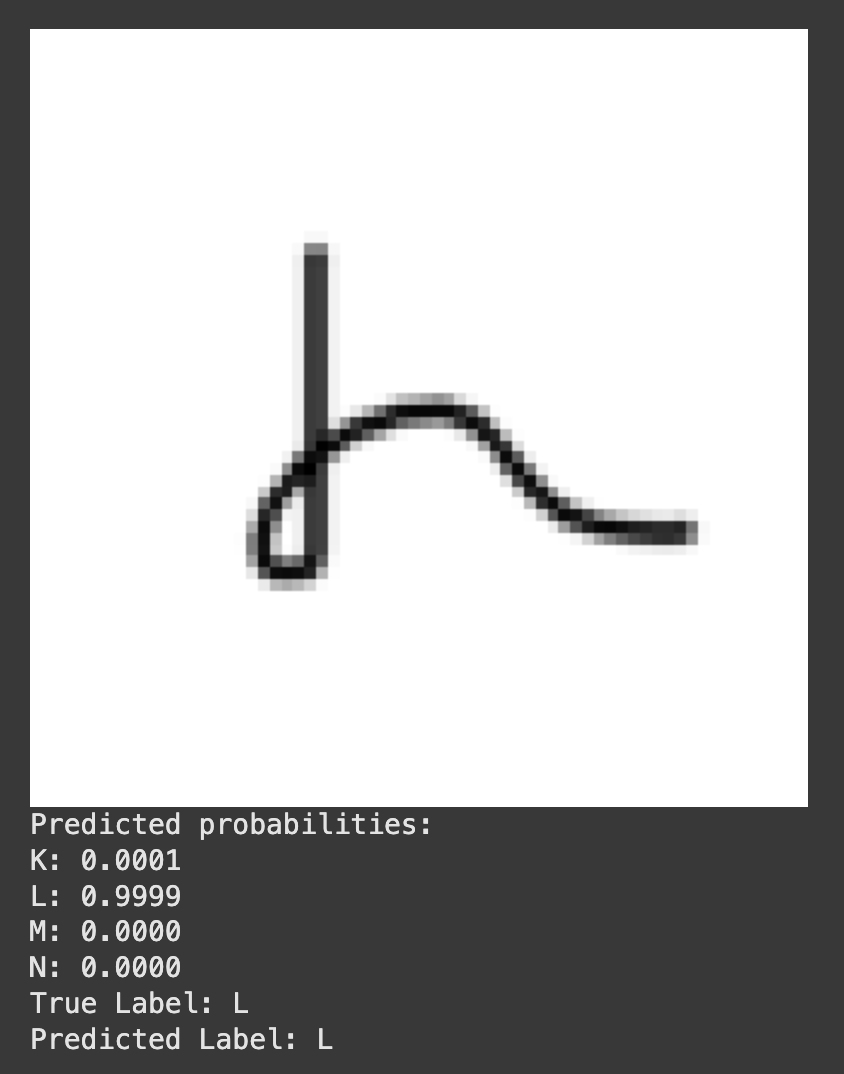 Predicted probabilities:
K: 0.0001
L: 0.9999
M: 0.0000
N: 0.0000
True Label: L
Predicted Label: L